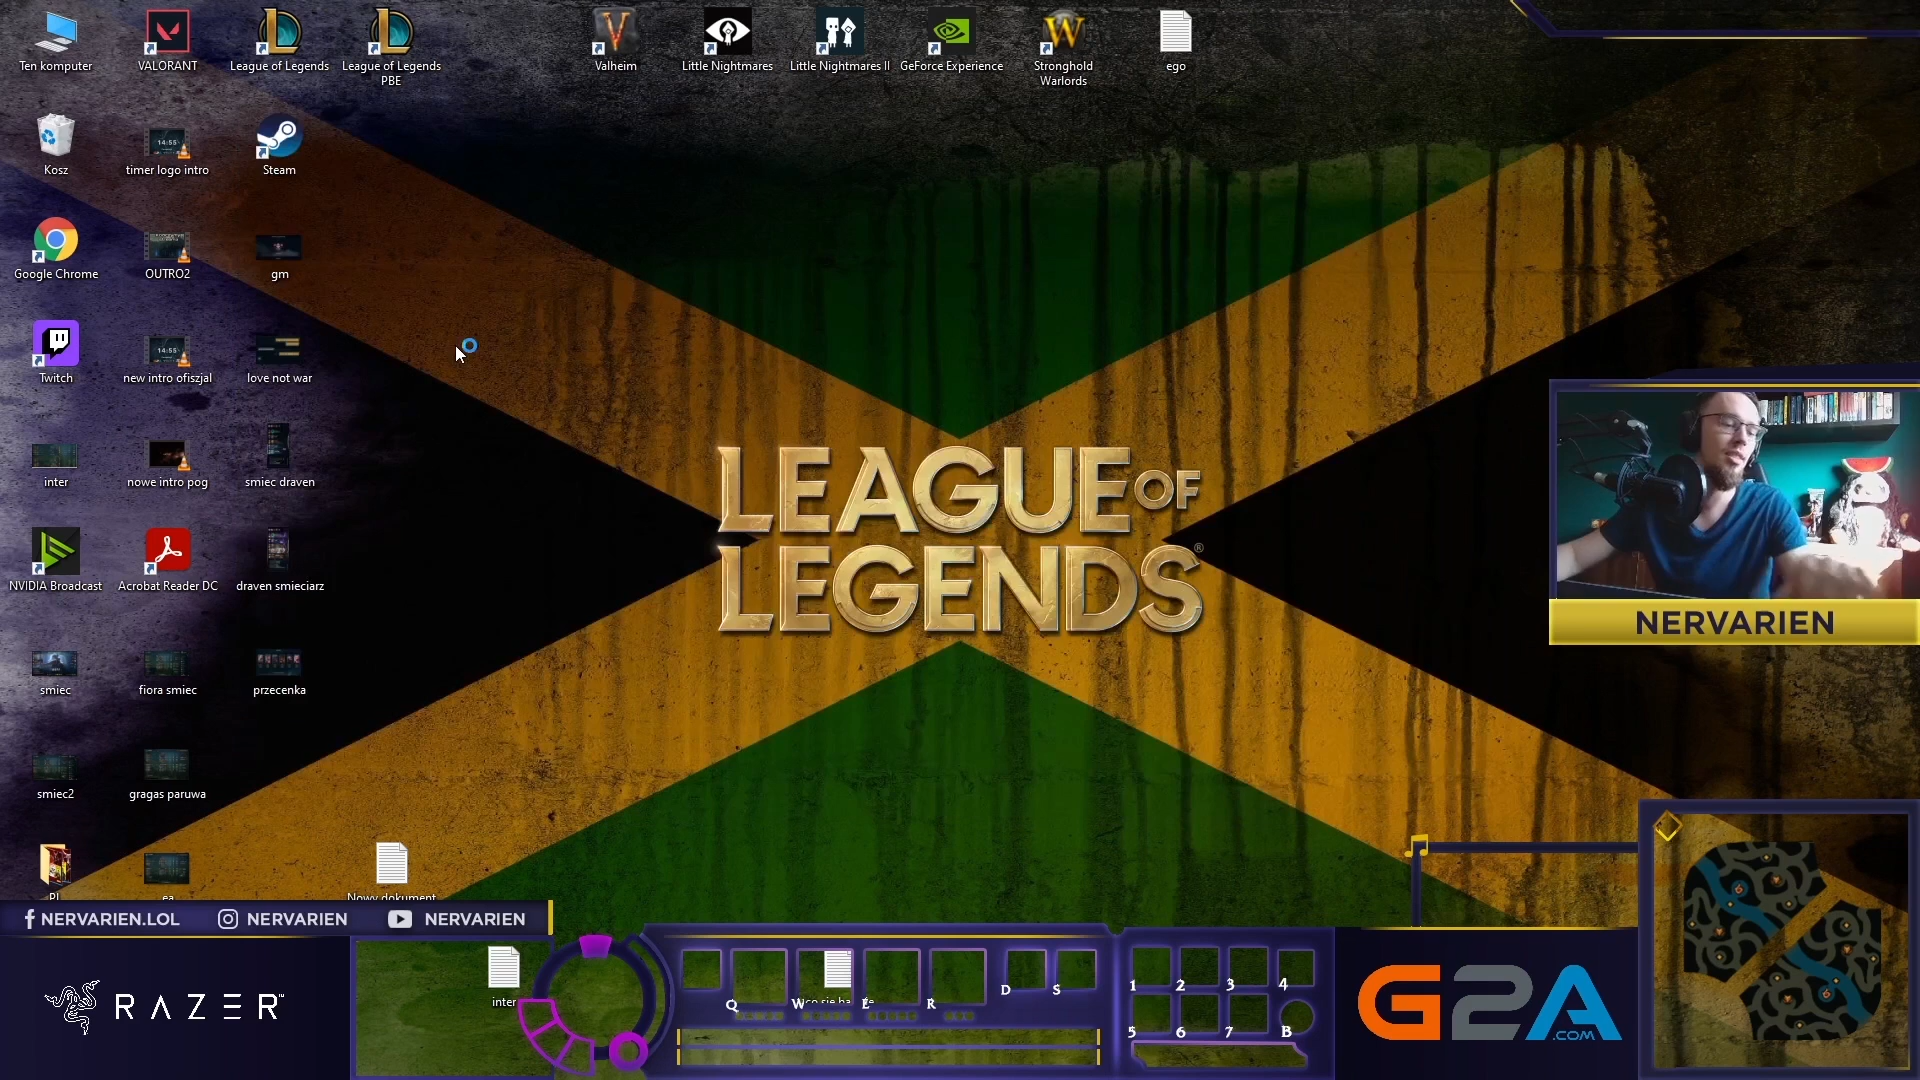 Ten komputer
VALORANT
League of Legends
League of Legends
PBE
Valheim
Little Nightmares
Little Nightmares II
GeForce Experience
Stronghold
Warlords
ego
Kosz
timer logo intro
Steam
Google Chrome
OUTRO2
gm
Twitch
new intro ofiszjal
love not war
inter
nowe intro pog
smiec draven
NVIDIA Broadcast
Acrobat Reader DC
draven smieciarz
smiec
fiora smiec
przecenka
smiec2
gragas paruwa
LEAGUE OF
LEGENDS®
NERVARIEN
Nowy dokument
NERVARIEN.LOL
NERVARIEN
NERVARIEN
RAZER™
inter
Q
W
E
R
D
S
1
2
3
4
5
6
7
B
G2A
.COM